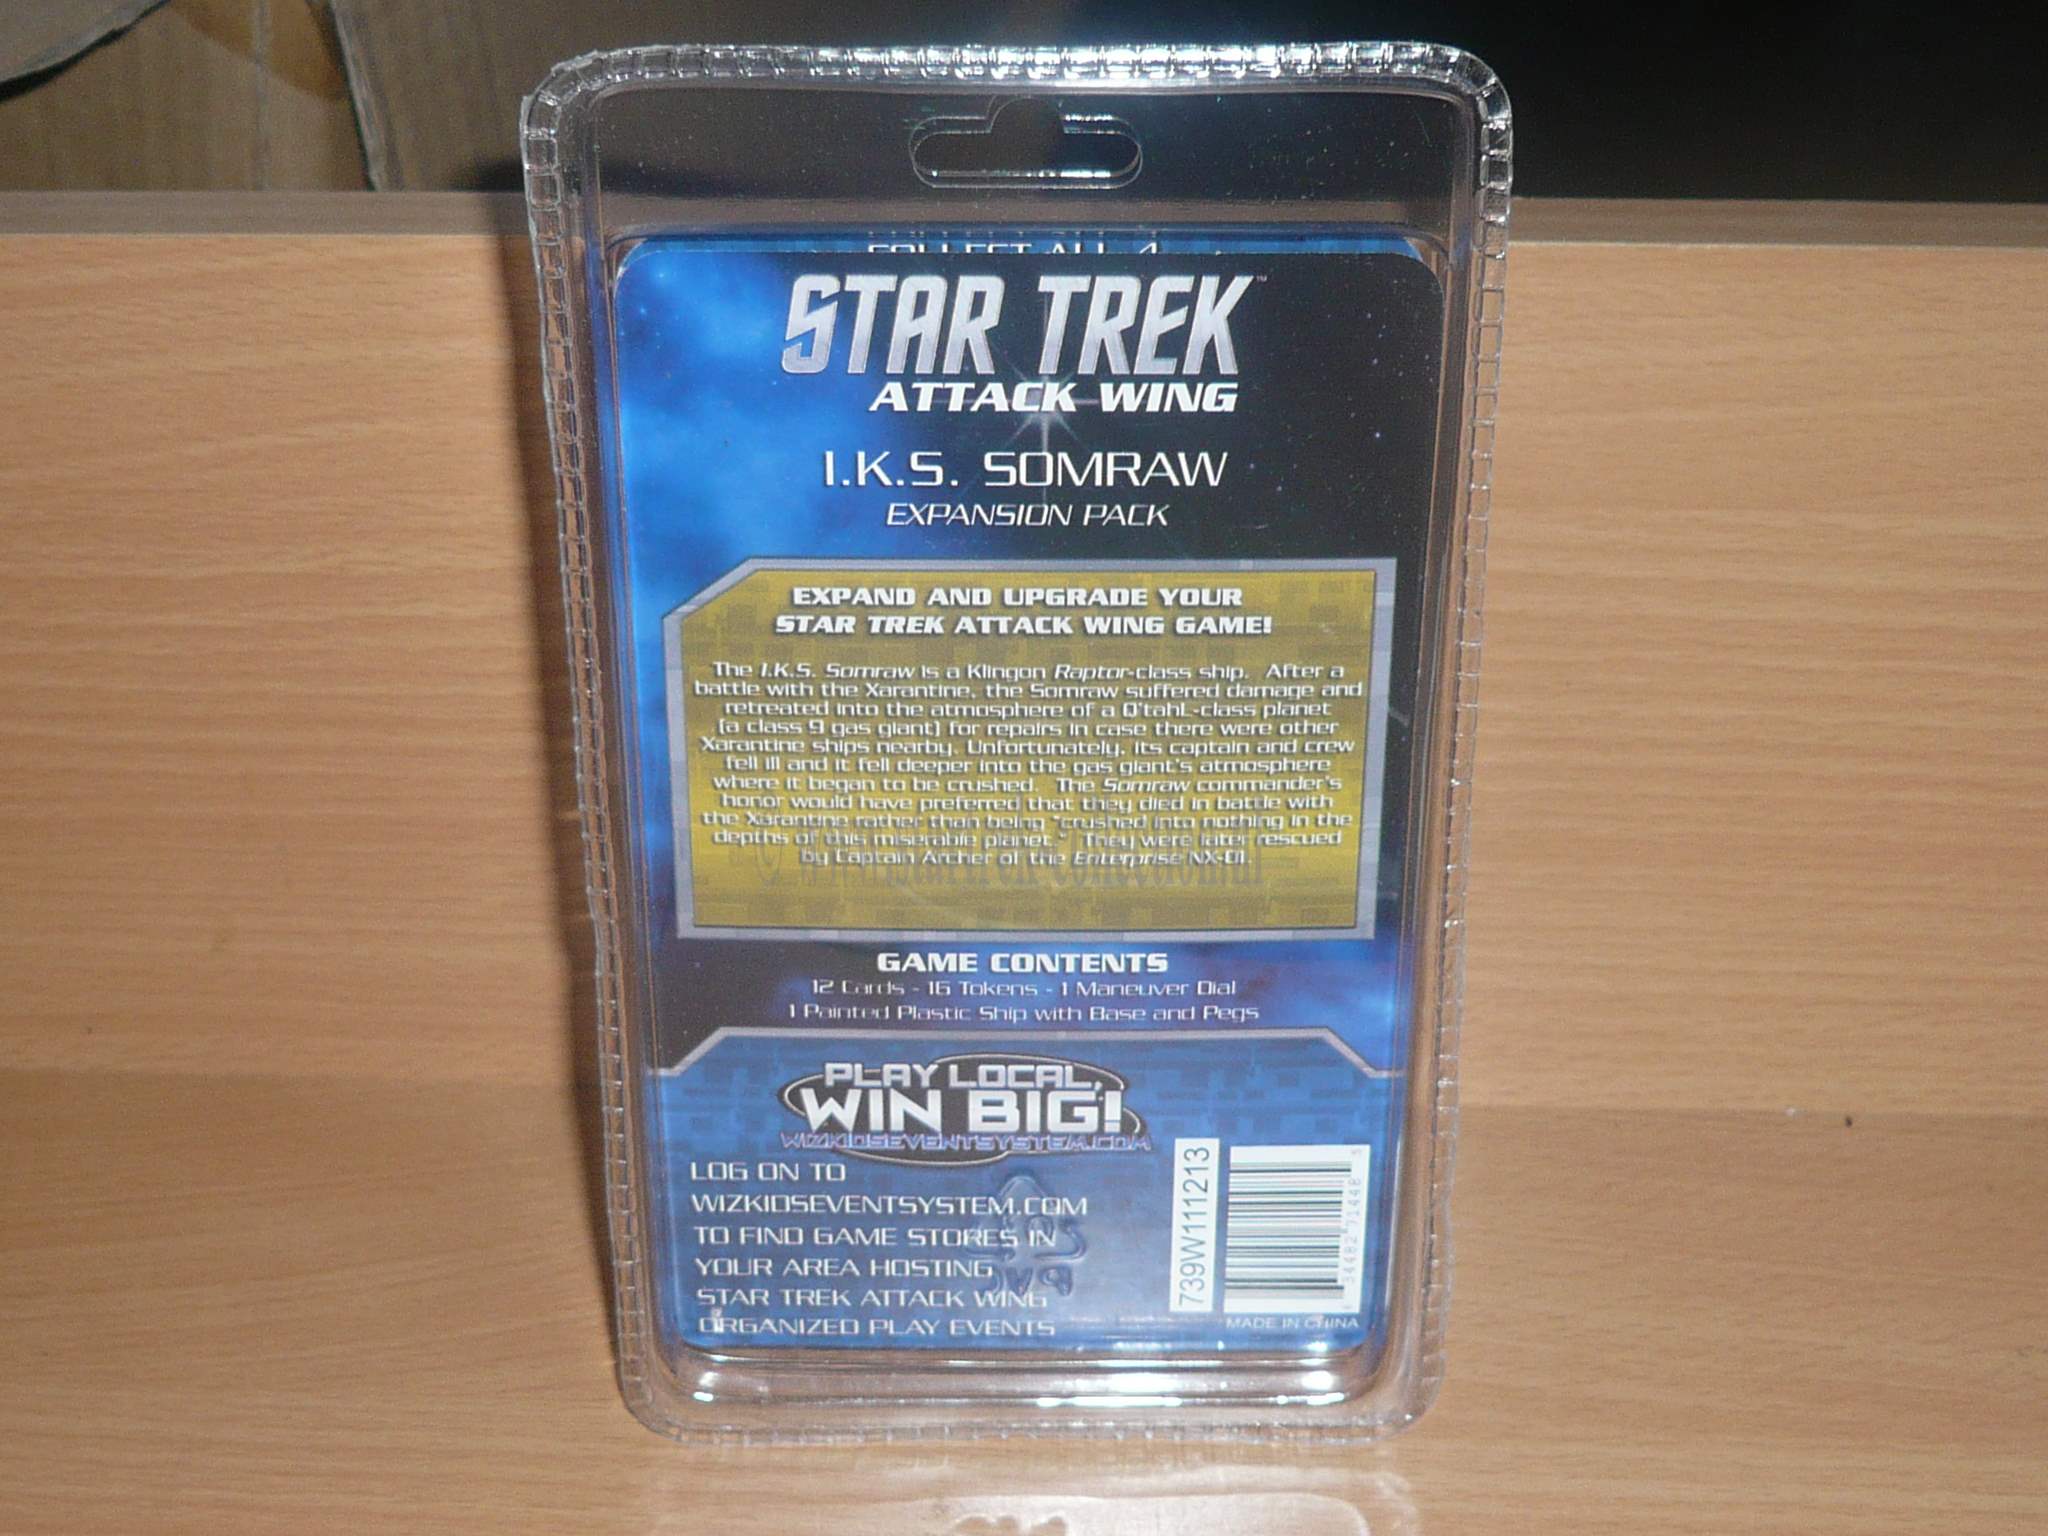 COLLECT ALL 4
STAR TREK™
ATTACK WING
I.K.S. SOMRAW
EXPANSION PACK
EXPAND AND UPGRADE YOUR
STAR TREK ATTACK WING GAME!
The I.K.S. Somraw is a Klingon Raptor-class ship. After a
battle with the Xarantine, the Somraw suffered damage and
retreated into the atmosphere of a Q'tahL-class planet
(a class 9 gas giant) for repairs in case there were other
Xarantine ships nearby. Unfortunately, its captain and crew
fell ill and it fell deeper into the gas giant's atmosphere
where it began to be crushed. The Somraw commander's
honor would have preferred that they died in battle with
the Xarantine rather than being "crushed into nothing in the
depths of this miserable planet." They were later rescued
by Captain Archer of the Enterprise NX-01.
GAME CONTENTS
12 Cards - 16 Tokens - 1 Maneuver Dial
1 Painted Plastic Ship with Base and Pegs
PLAY LOCAL,
WIN BIG!
WIZKIDSEVENTSYSTEM.COM
LOG ON TO
WIZKIDSEVENTSYSTEM.COM
TO FIND GAME STORES IN
YOUR AREA HOSTING
STAR TREK ATTACK WING
ORGANIZED PLAY EVENTS
739W111213
6 34482 71446 5
MADE IN CHINA